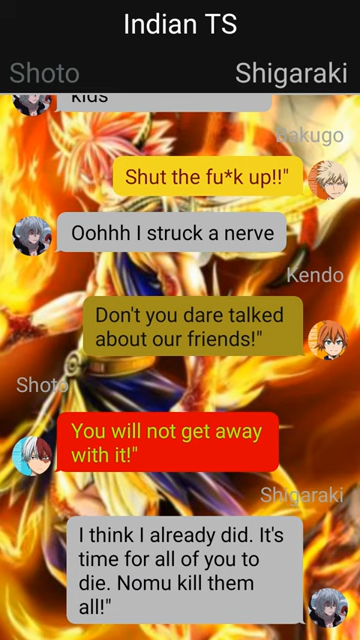 Indian TS
Shoto
Shigaraki
kids
Bakugo
Shut the fu*k up!!"
Oohhh I struck a nerve
Kendo
Don't you dare talked
about our friends!"
Shoto
You will not get away
with it!"
Shigaraki
I think I already did. It's
time for all of you to
die. Nomu kill them
all!"